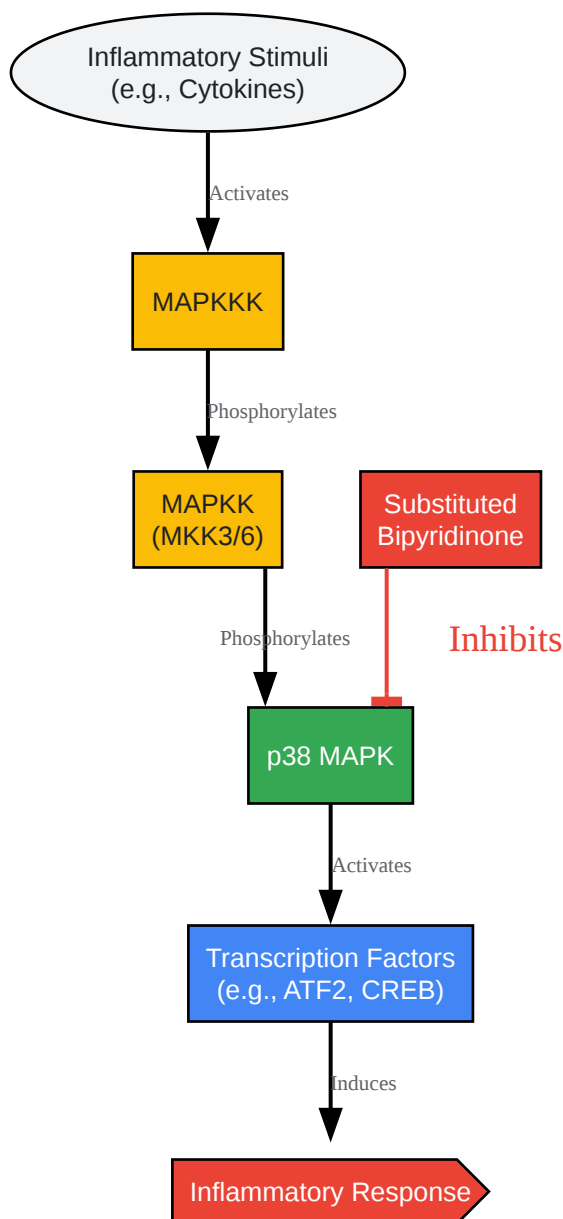 Inflammatory Stimuli
(e.g., Cytokines)
Activates
MAPKKK
Phosphorylates
MAPKK
(MKK3/6)
Substituted
Bipyridinone
Phosphorylates
Inhibits
p38 MAPK
Activates
Transcription Factors
(e.g., ATF2, CREB)
Induces
Inflammatory Response